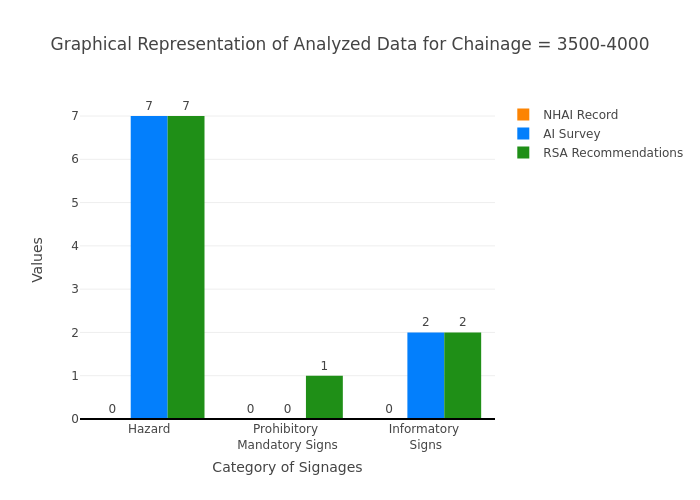 Graphical Representation of Analyzed Data for Chainage = 3500-4000
NHAI Record
AI Survey
RSA Recommendations
Values
7
6
5
4
3
2
1
0
0
7
7
0
0
1
0
2
2
Hazard
Prohibitory
Mandatory Signs
Informatory
Signs
Category of Signages